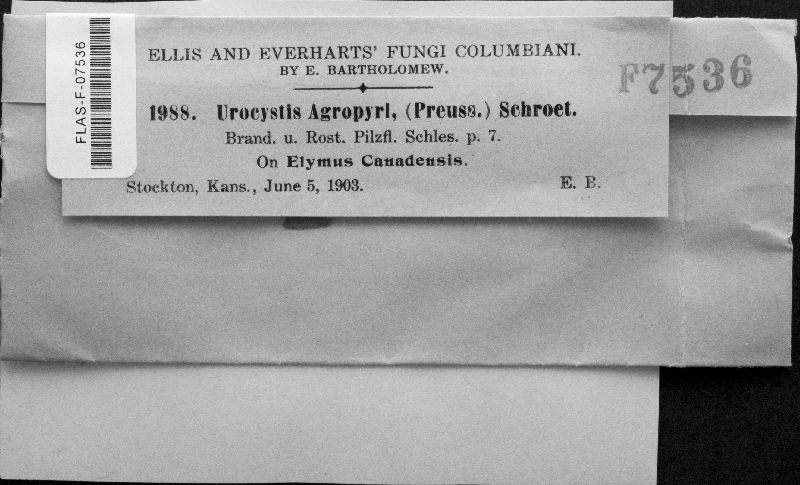 ELLIS AND EVERHARTS' FUNGI COLUMBIANI.
BY E. BARTHOLOMEW.
1988. Urocystis Agropyri, (Preuss.) Schroet.
Brand. u. Rost. Pilzfl. Schles. p. 7.
On Elymus Canadensis.
Stockton, Kans., June 5, 1903. E. B.
FLAS-F-07536
F7536